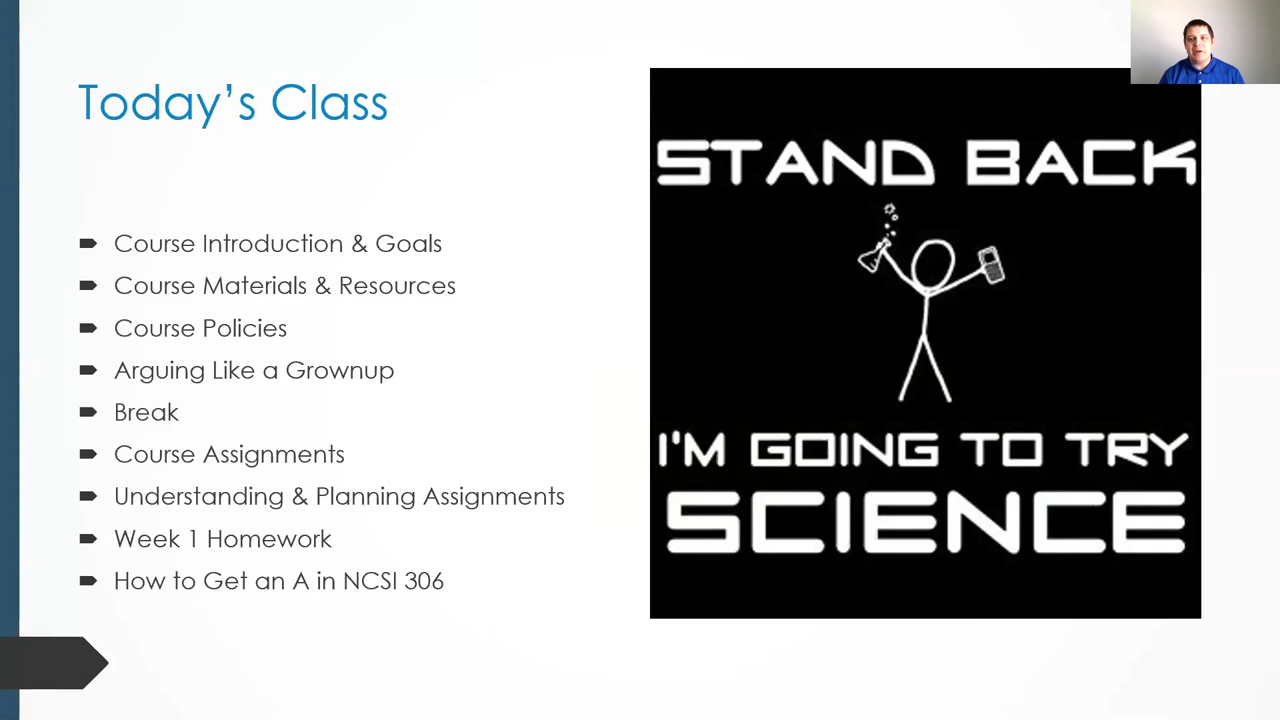 Today's Class
Course Introduction & Goals
Course Materials & Resources
Course Policies
Arguing Like a Grownup
Break
Course Assignments
Understanding & Planning Assignments
Week 1 Homework
How to Get an A in NCSI 306
STAND BACK
I'M GOING TO TRY
SCIENCE